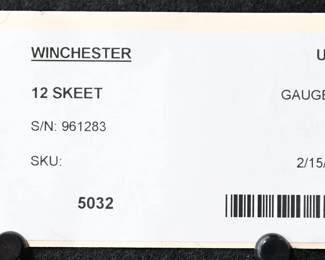 WINCHESTER U
12 SKEET GAUGE
S/N: 961283
SKU: 2/15/
5032